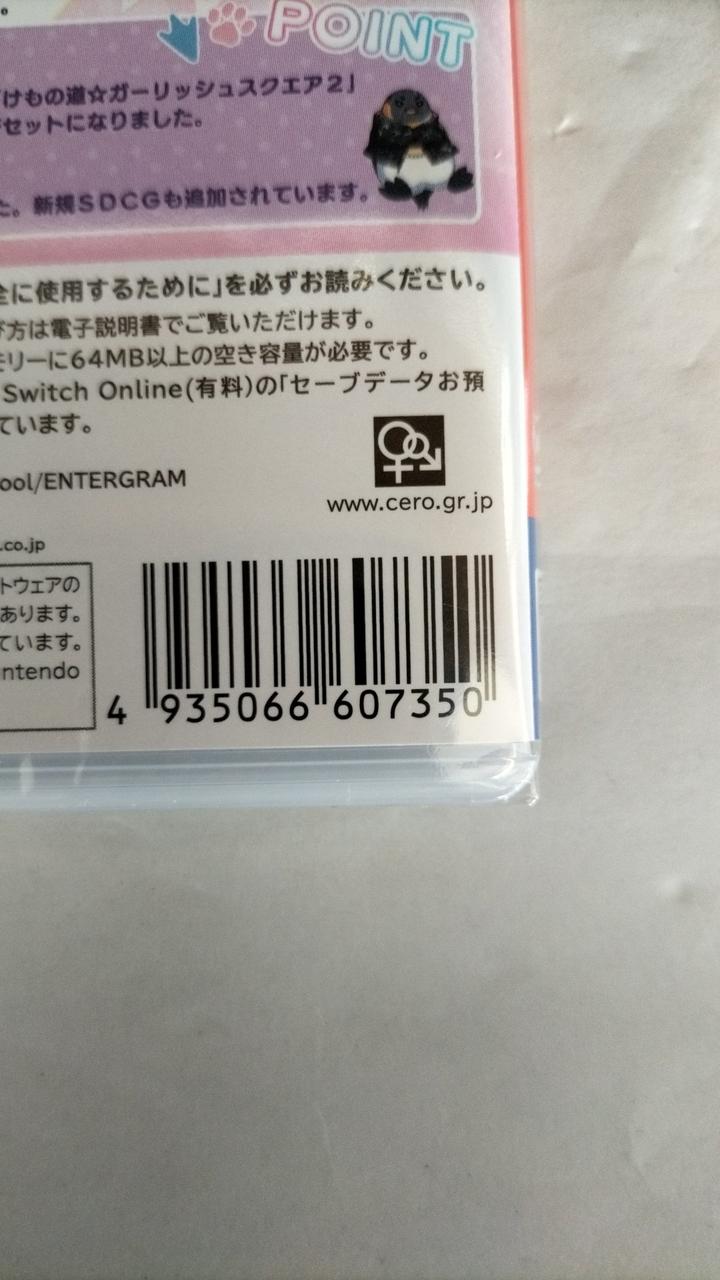 POINT
けもの道☆ガーリッシュスクエア2」
セットになりました。
た。新規SDCGも追加されています。
全に使用するために」を必ずお読みください。
び方は電子説明書でご覧いただけます。
モリーに64MB以上の空き容量が必要です。
Switch Online(有料)の「セーブデータお預
ています。
ool/ENTERGRAM
www.cero.gr.jp
.co.jp
トウェアの
あります。
ています。
ntendo
4 935066 607350